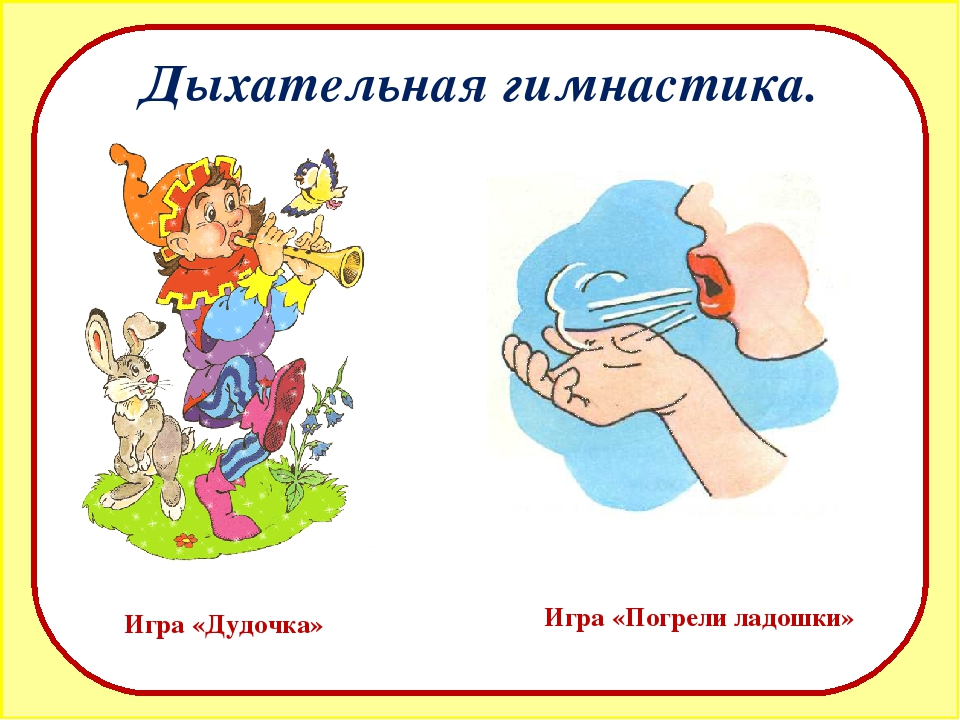 Дыхательная гимнастика.
Игра «Дудочка»
Игра «Погрели ладошки»